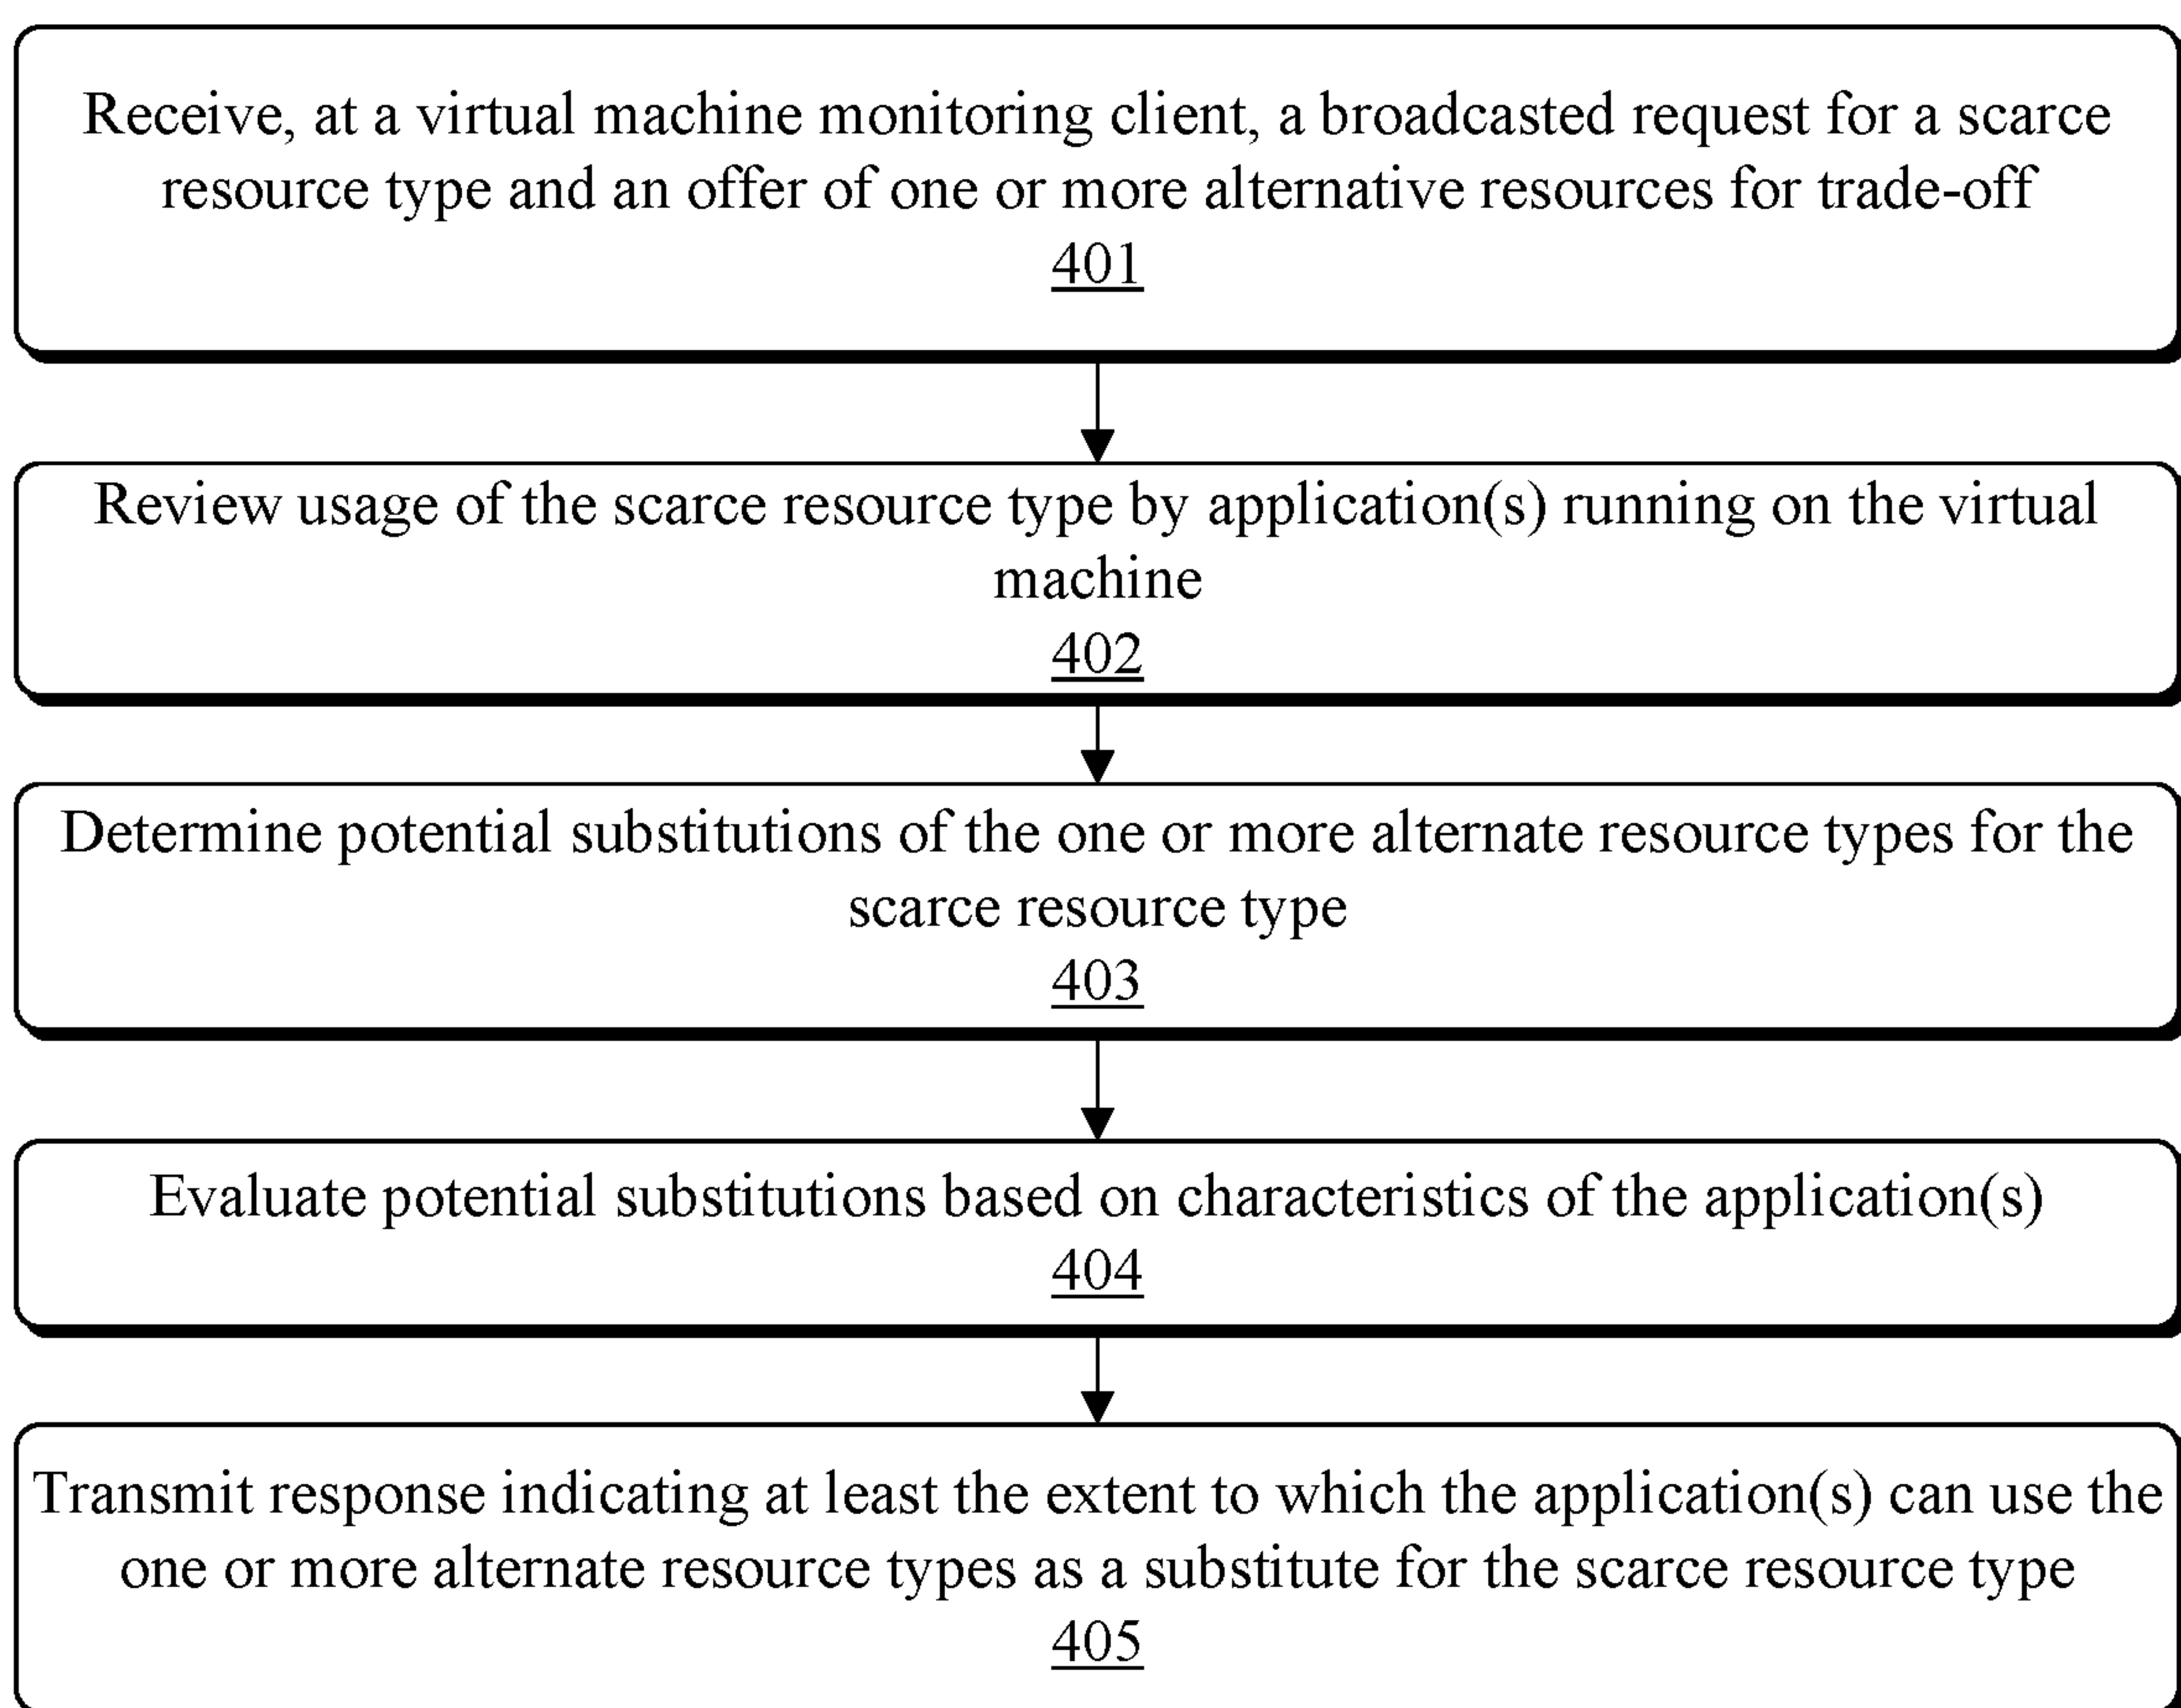 Receive, at a virtual machine monitoring client, a broadcasted request for a scarce
resource type and an offer of one or more alternative resources for trade-off
401
Review usage of the scarce resource type by application(s) running on the virtual
machine
402
Determine potential substitutions of the one or more alternate resource types for the
scarce resource type
403
Evaluate potential substitutions based on characteristics of the application(s)
404
Transmit response indicating at least the extent to which the application(s) can use the
one or more alternate resource types as a substitute for the scarce resource type
405